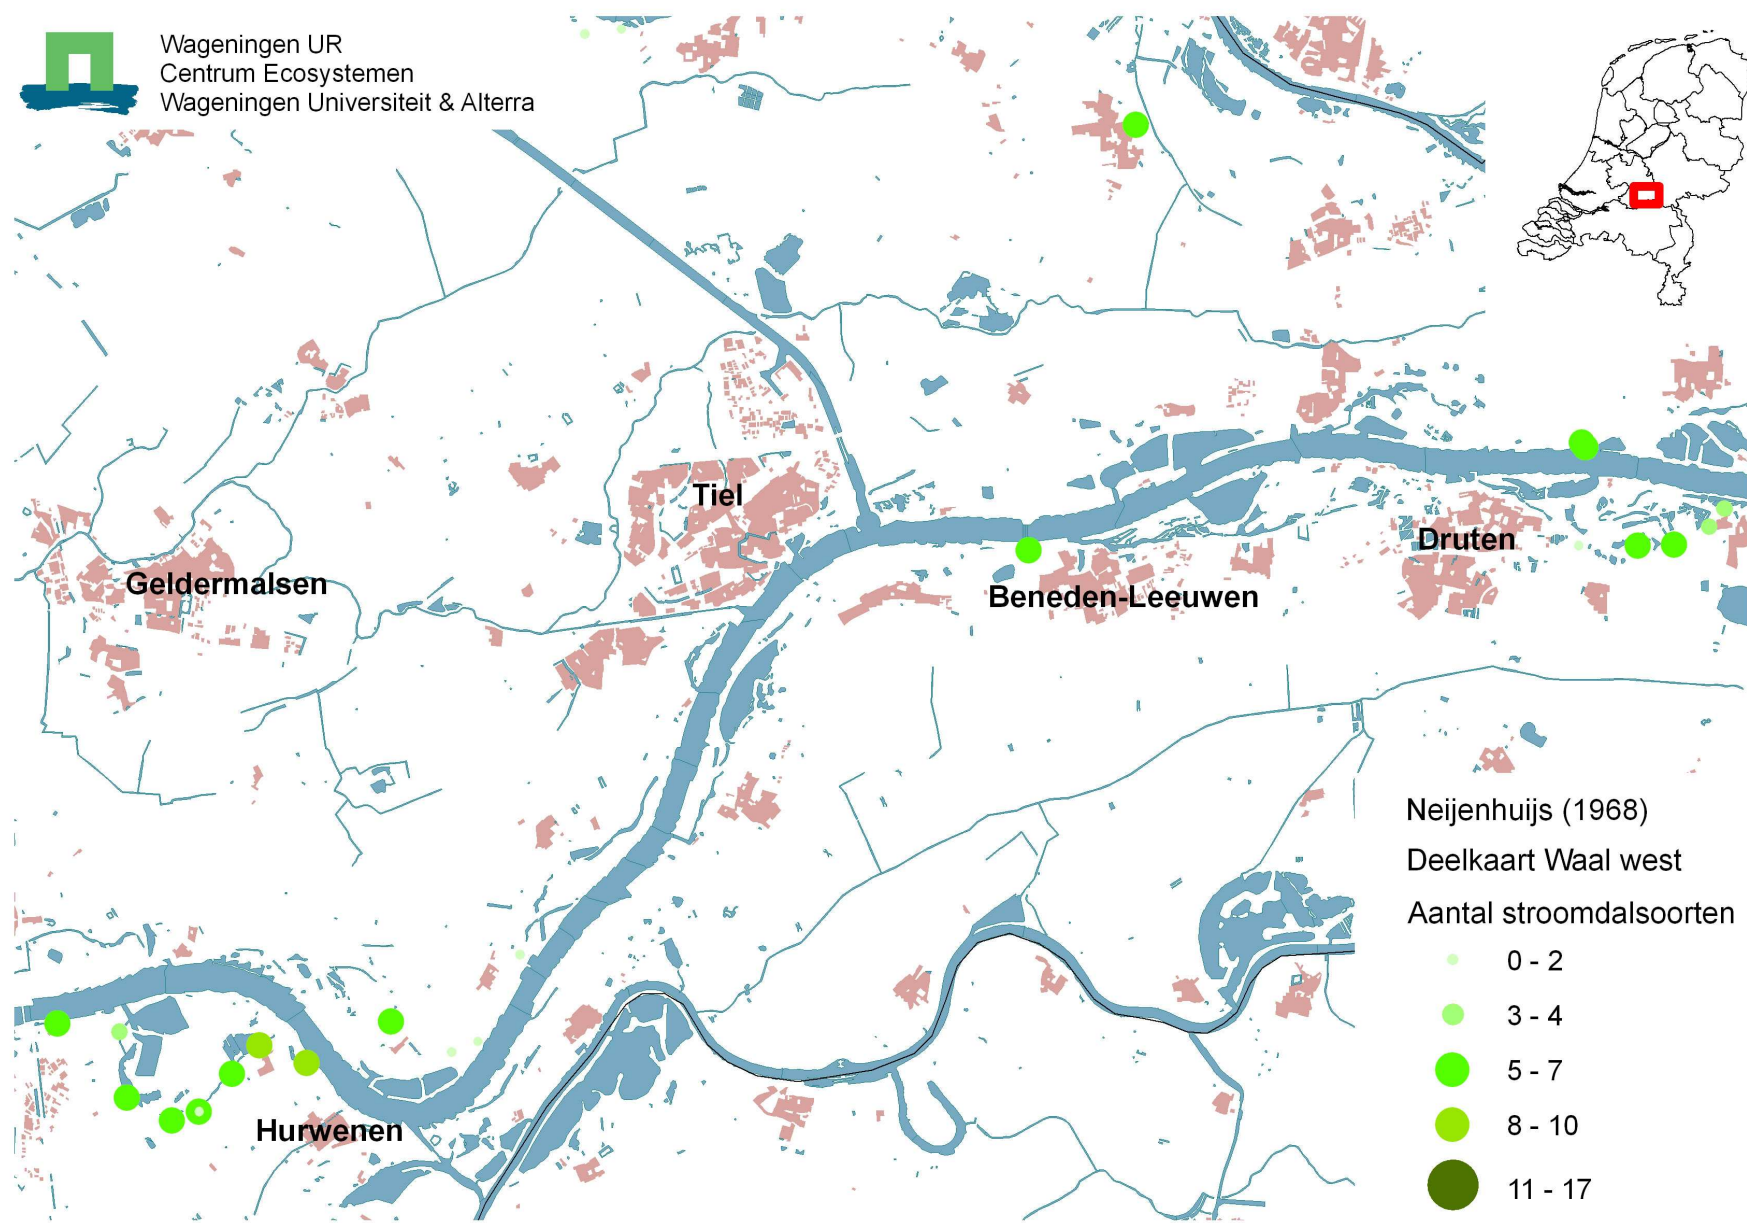 Wageningen UR
Centrum Ecosystemen
Wageningen Universiteit & Alterra
Tiel
Druten
Geldermalsen
Beneden-Leeuwen
Hurwenen
Neijenhuijs (1968)
Deelkaart Waal west
Aantal stroomdalsoorten
0 - 2
3 - 4
5 - 7
8 - 10
11 - 17